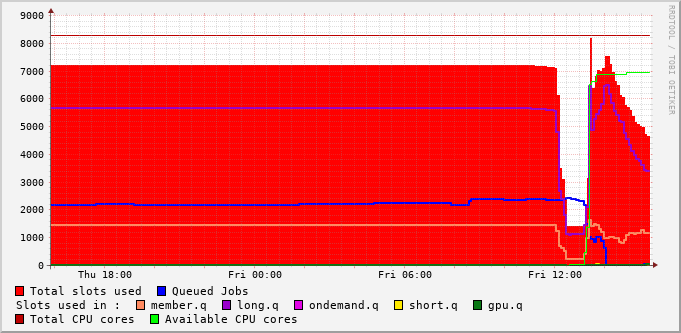 9000
8000
7000
6000
5000
4000
3000
2000
1000
0
Thu 18:00 Fri 00:00 Fri 06:00 Fri 12:00
RRDTOOL / TOBI OETIKER
Total slots used Queued Jobs
Slots used in : member.q long.q ondemand.q short.q gpu.q
Total CPU cores Available CPU cores